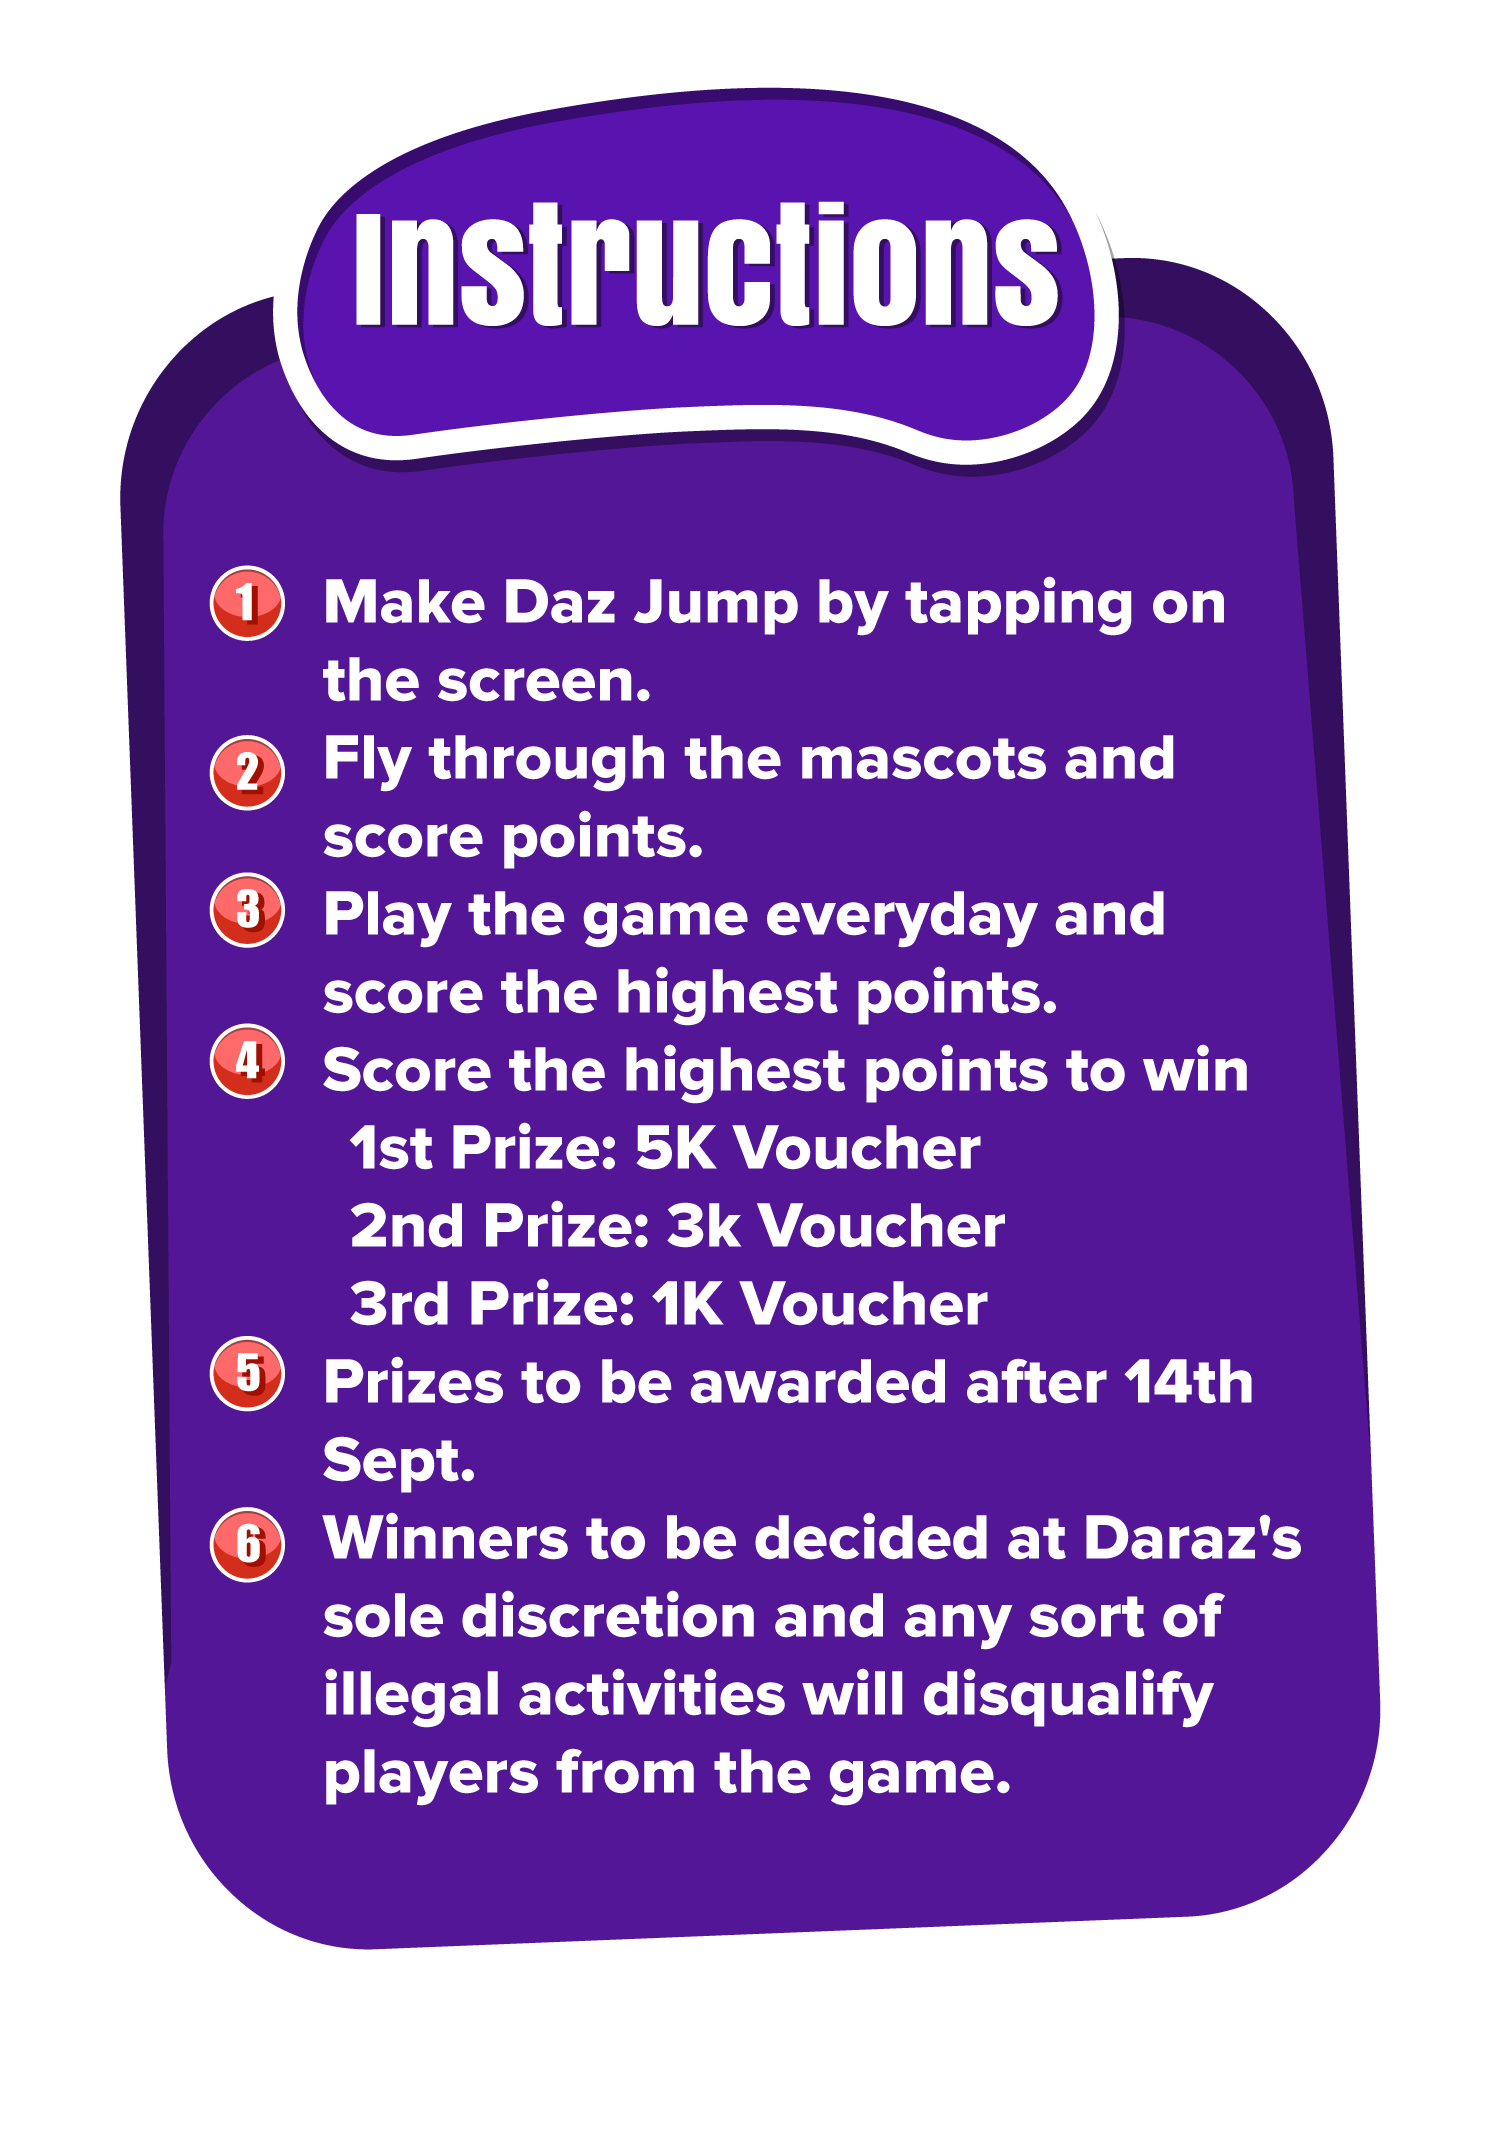 Instructions
1 Make Daz Jump by tapping on
the screen.
2 Fly through the mascots and
score points.
3 Play the game everyday and
score the highest points.
4 Score the highest points to win
1st Prize: 5K Voucher
2nd Prize: 3k Voucher
3rd Prize: 1K Voucher
5 Prizes to be awarded after 14th
Sept.
6 Winners to be decided at Daraz's
sole discretion and any sort of
illegal activities will disqualify
players from the game.